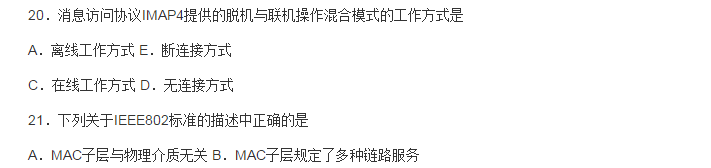 20．消息访问协议IMAP4提供的脱机与联机操作混合模式的工作方式是
A．离线工作方式 E．断连接方式
C．在线工作方式 D．无连接方式
21．下列关于IEEE802标准的描述中正确的是
A．MAC子层与物理介质无关 B．MAC子层规定了多种链路服务